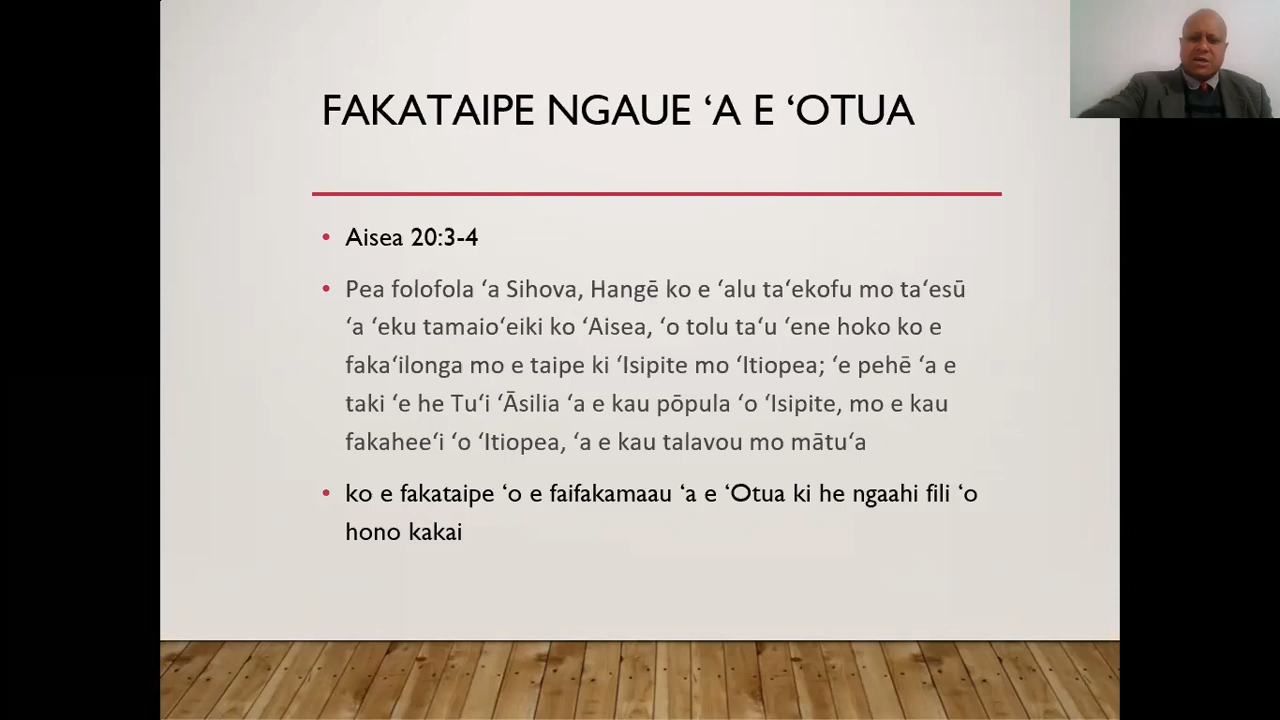 FAKATAIPE NGAUE ‘A E ‘OTUA
• Aisea 20:3-4
• Pea folofola ‘a Sihova, Hangē ko e ‘alu ta‘ekofu mo ta‘esū
‘a ‘eku tamaio‘eiki ko ‘Aisea, ‘o tolu ta‘u ‘ene hoko ko e
faka‘ilonga mo e taipe ki ‘Isipite mo ‘Itiopea; ‘e pehē ‘a e
taki ‘e he Tu‘i ‘Āsilia ‘a e kau pōpula ‘o ‘Isipite, mo e kau
fakahee‘i ‘o ‘Itiopea, ‘a e kau talavou mo mātu‘a
• ko e fakataipe ‘o e faifakamaau ‘a e ‘Otua ki he ngaahi fili ‘o
hono kakai